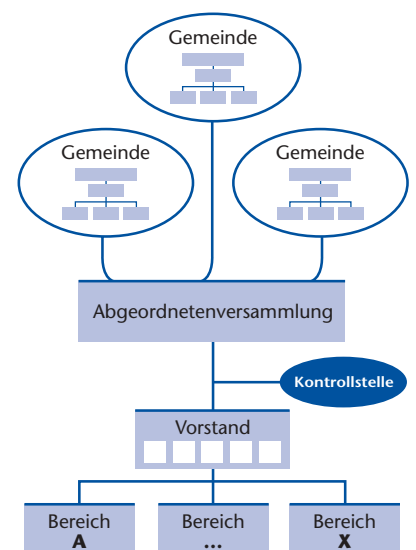 Gemeinde
Gemeinde
Gemeinde
Abgeordnetenversammlung
Kontrollstelle
Vorstand
Bereich
A
Bereich
...
Bereich
X